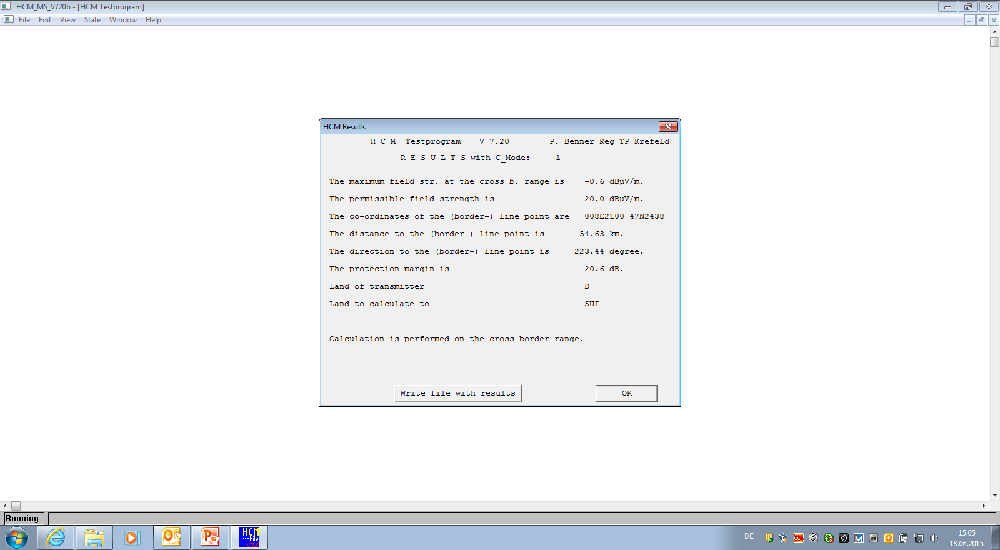 HCM_MS_V720b - [HCM Testprogram]
File Edit View State Window Help
HCM Results
H C M Testprogram V 7.20 P. Benner Reg TP Krefeld
R E S U L T S with C_Mode: -1
The maximum field str. at the cross b. range is -0.6 dBµV/m.
The permissible field strength is 20.0 dBµV/m.
The co-ordinates of the (border-) line point are 008E2100 47N2438
The distance to the (border-) line point is 54.63 km.
The direction to the (border-) line point is 223.44 degree.
The protection margin is 20.6 dB.
Land of transmitter D__
Land to calculate to SUI
Calculation is performed on the cross border range.
Write file with results OK
Running
HCM
mobile
V 7.0
DE
15:05
18.06.2015